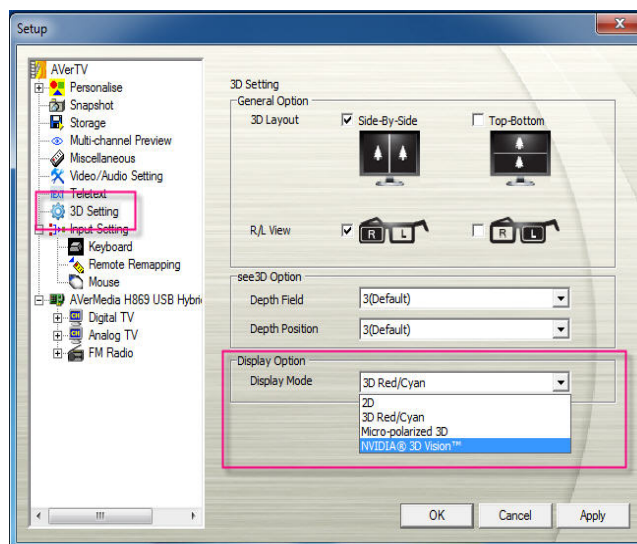 Setup
AVerTV
Personalise
Snapshot
Storage
Multi-channel Preview
Miscellaneous
Video/Audio Setting
TEXT Teletext
3D Setting
Input Setting
Keyboard
Remote Remapping
Mouse
AVerMedia H869 USB Hybri
Digital TV
Analog TV
FM Radio
3D Setting
General Option
3D Layout
Side-By-Side
Top-Bottom
R/L View
R L
R L
see3D Option
Depth Field
3(Default)
Depth Position
3(Default)
Display Option
Display Mode
3D Red/Cyan
2D
3D Red/Cyan
Micro-polarized 3D
NVIDIA® 3D Vision™
OK
Cancel
Apply